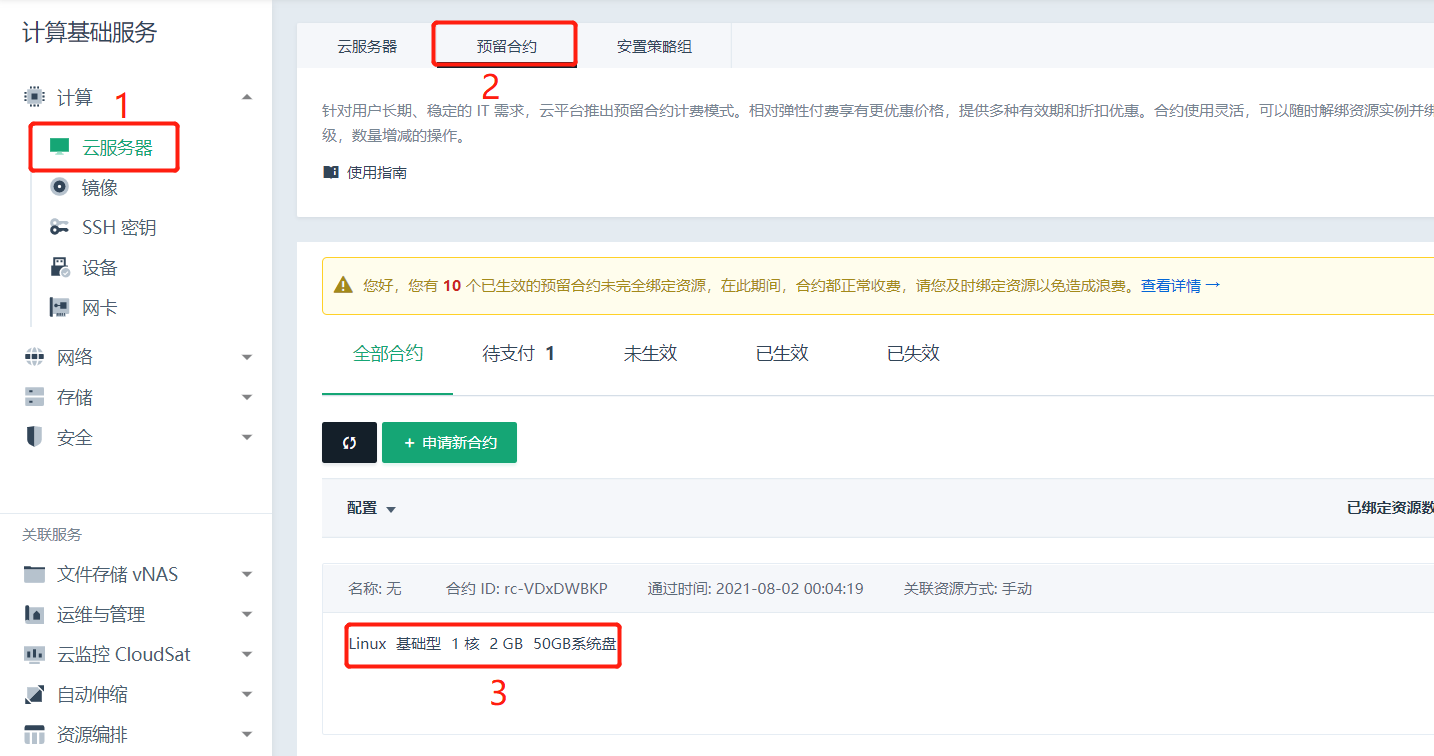 计算基础服务
计算
1
云服务器
镜像
SSH 密钥
设备
网卡
网络
存储
安全
关联服务
文件存储 vNAS
运维与管理
云监控 CloudSat
自动伸缩
资源编排
云服务器 预留合约 安置策略组
2
针对用户长期、稳定的 IT 需求，云平台推出预留合约计费模式。相对弹性付费享有更优惠价格，提供多种有效期和折扣优惠。合约使用灵活，可以随时解绑资源实例并绑
级，数量增减的操作。
使用指南
您好，您有 10 个已生效的预留合约未完全绑定资源，在此期间，合约都正常收费，请您及时绑定资源以免造成浪费。查看详情 →
全部合约 待支付 1 未生效 已生效 已失效
+ 申请新合约
配置 已绑定资源数
名称: 无 合约 ID: rc-VDxDWBKP 通过时间: 2021-08-02 00:04:19 关联资源方式: 手动
Linux 基础型 1 核 2 GB 50GB系统盘
3